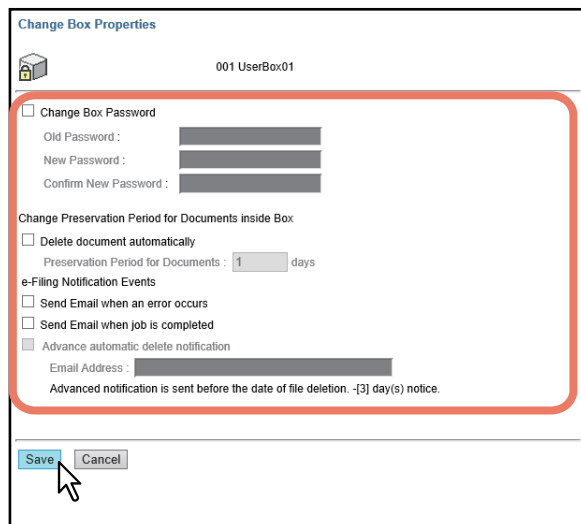 Change Box Properties
001 UserBox01
Change Box Password
Old Password :
New Password :
Confirm New Password :
Change Preservation Period for Documents inside Box
Delete document automatically
Preservation Period for Documents : 1 days
e-Filing Notification Events
Send Email when an error occurs
Send Email when job is completed
Advance automatic delete notification
Email Address :
Advanced notification is sent before the date of file deletion. -[3] day(s) notice.
Save Cancel